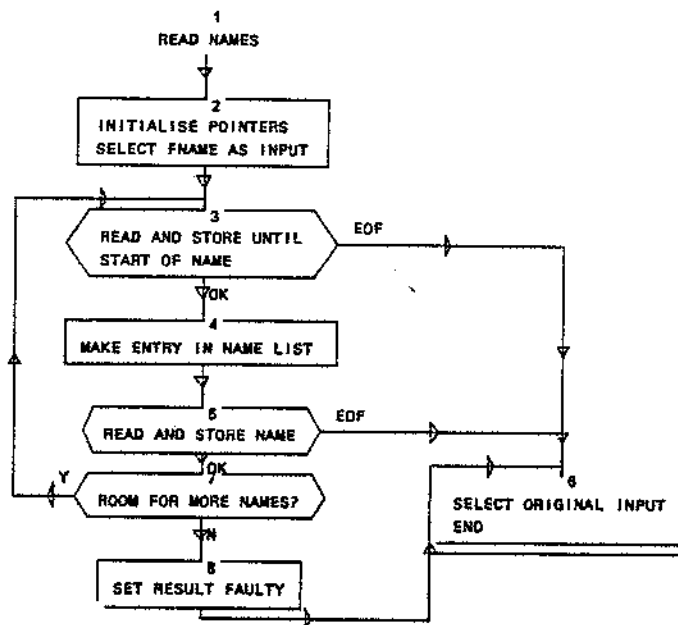 1
READ NAMES
2
INITIALISE POINTERS
SELECT FNAME AS INPUT
3
READ AND STORE UNTIL
START OF NAME
EOF
OK
4
MAKE ENTRY IN NAME LIST
5
READ AND STORE NAME
EOF
OK
7
Y
ROOM FOR MORE NAMES?
6
SELECT ORIGINAL INPUT
END
N
8
SET RESULT FAULTY